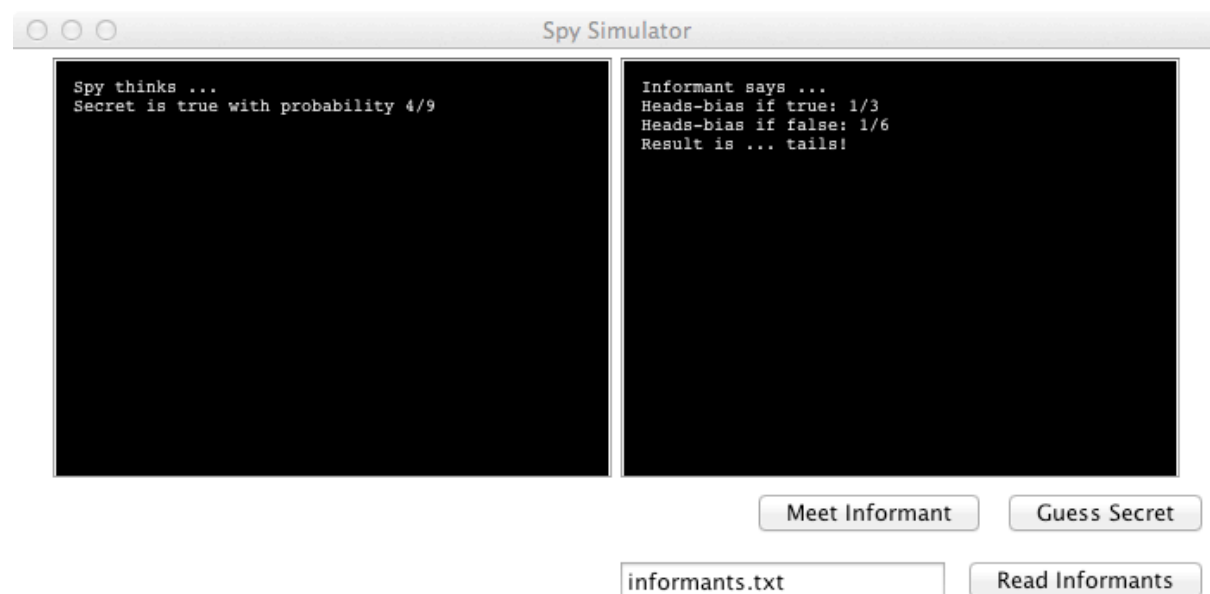 Spy Simulator
Spy thinks ...
Secret is true with probability 4/9
Informant says ...
Heads-bias if true: 1/3
Heads-bias if false: 1/6
Result is ... tails!
Meet Informant
Guess Secret
informants.txt
Read Informants